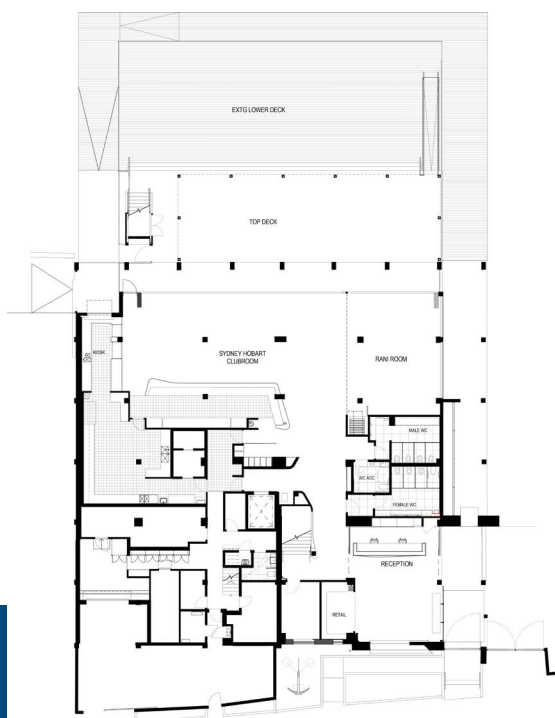 EXTG LOWER DECK
TOP DECK
KIOSK
SYDNEY HOBART
CLUBROOM
RANI ROOM
MALE WC
WC ACC
FEMALE WC
RECEPTION
RETAIL